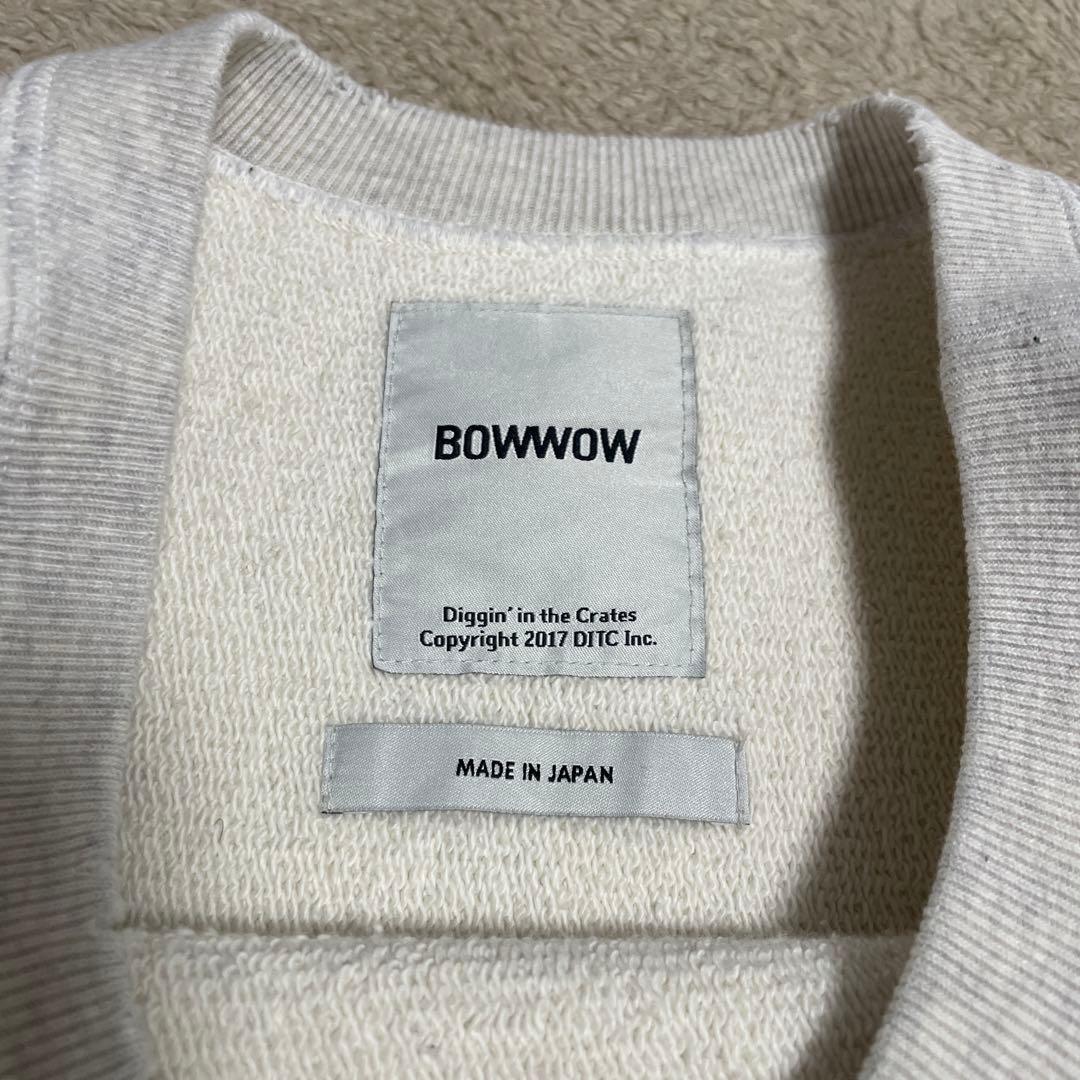 BOWWOW
Diggin' in the Crates
Copyright 2017 DITC Inc.
MADE IN JAPAN